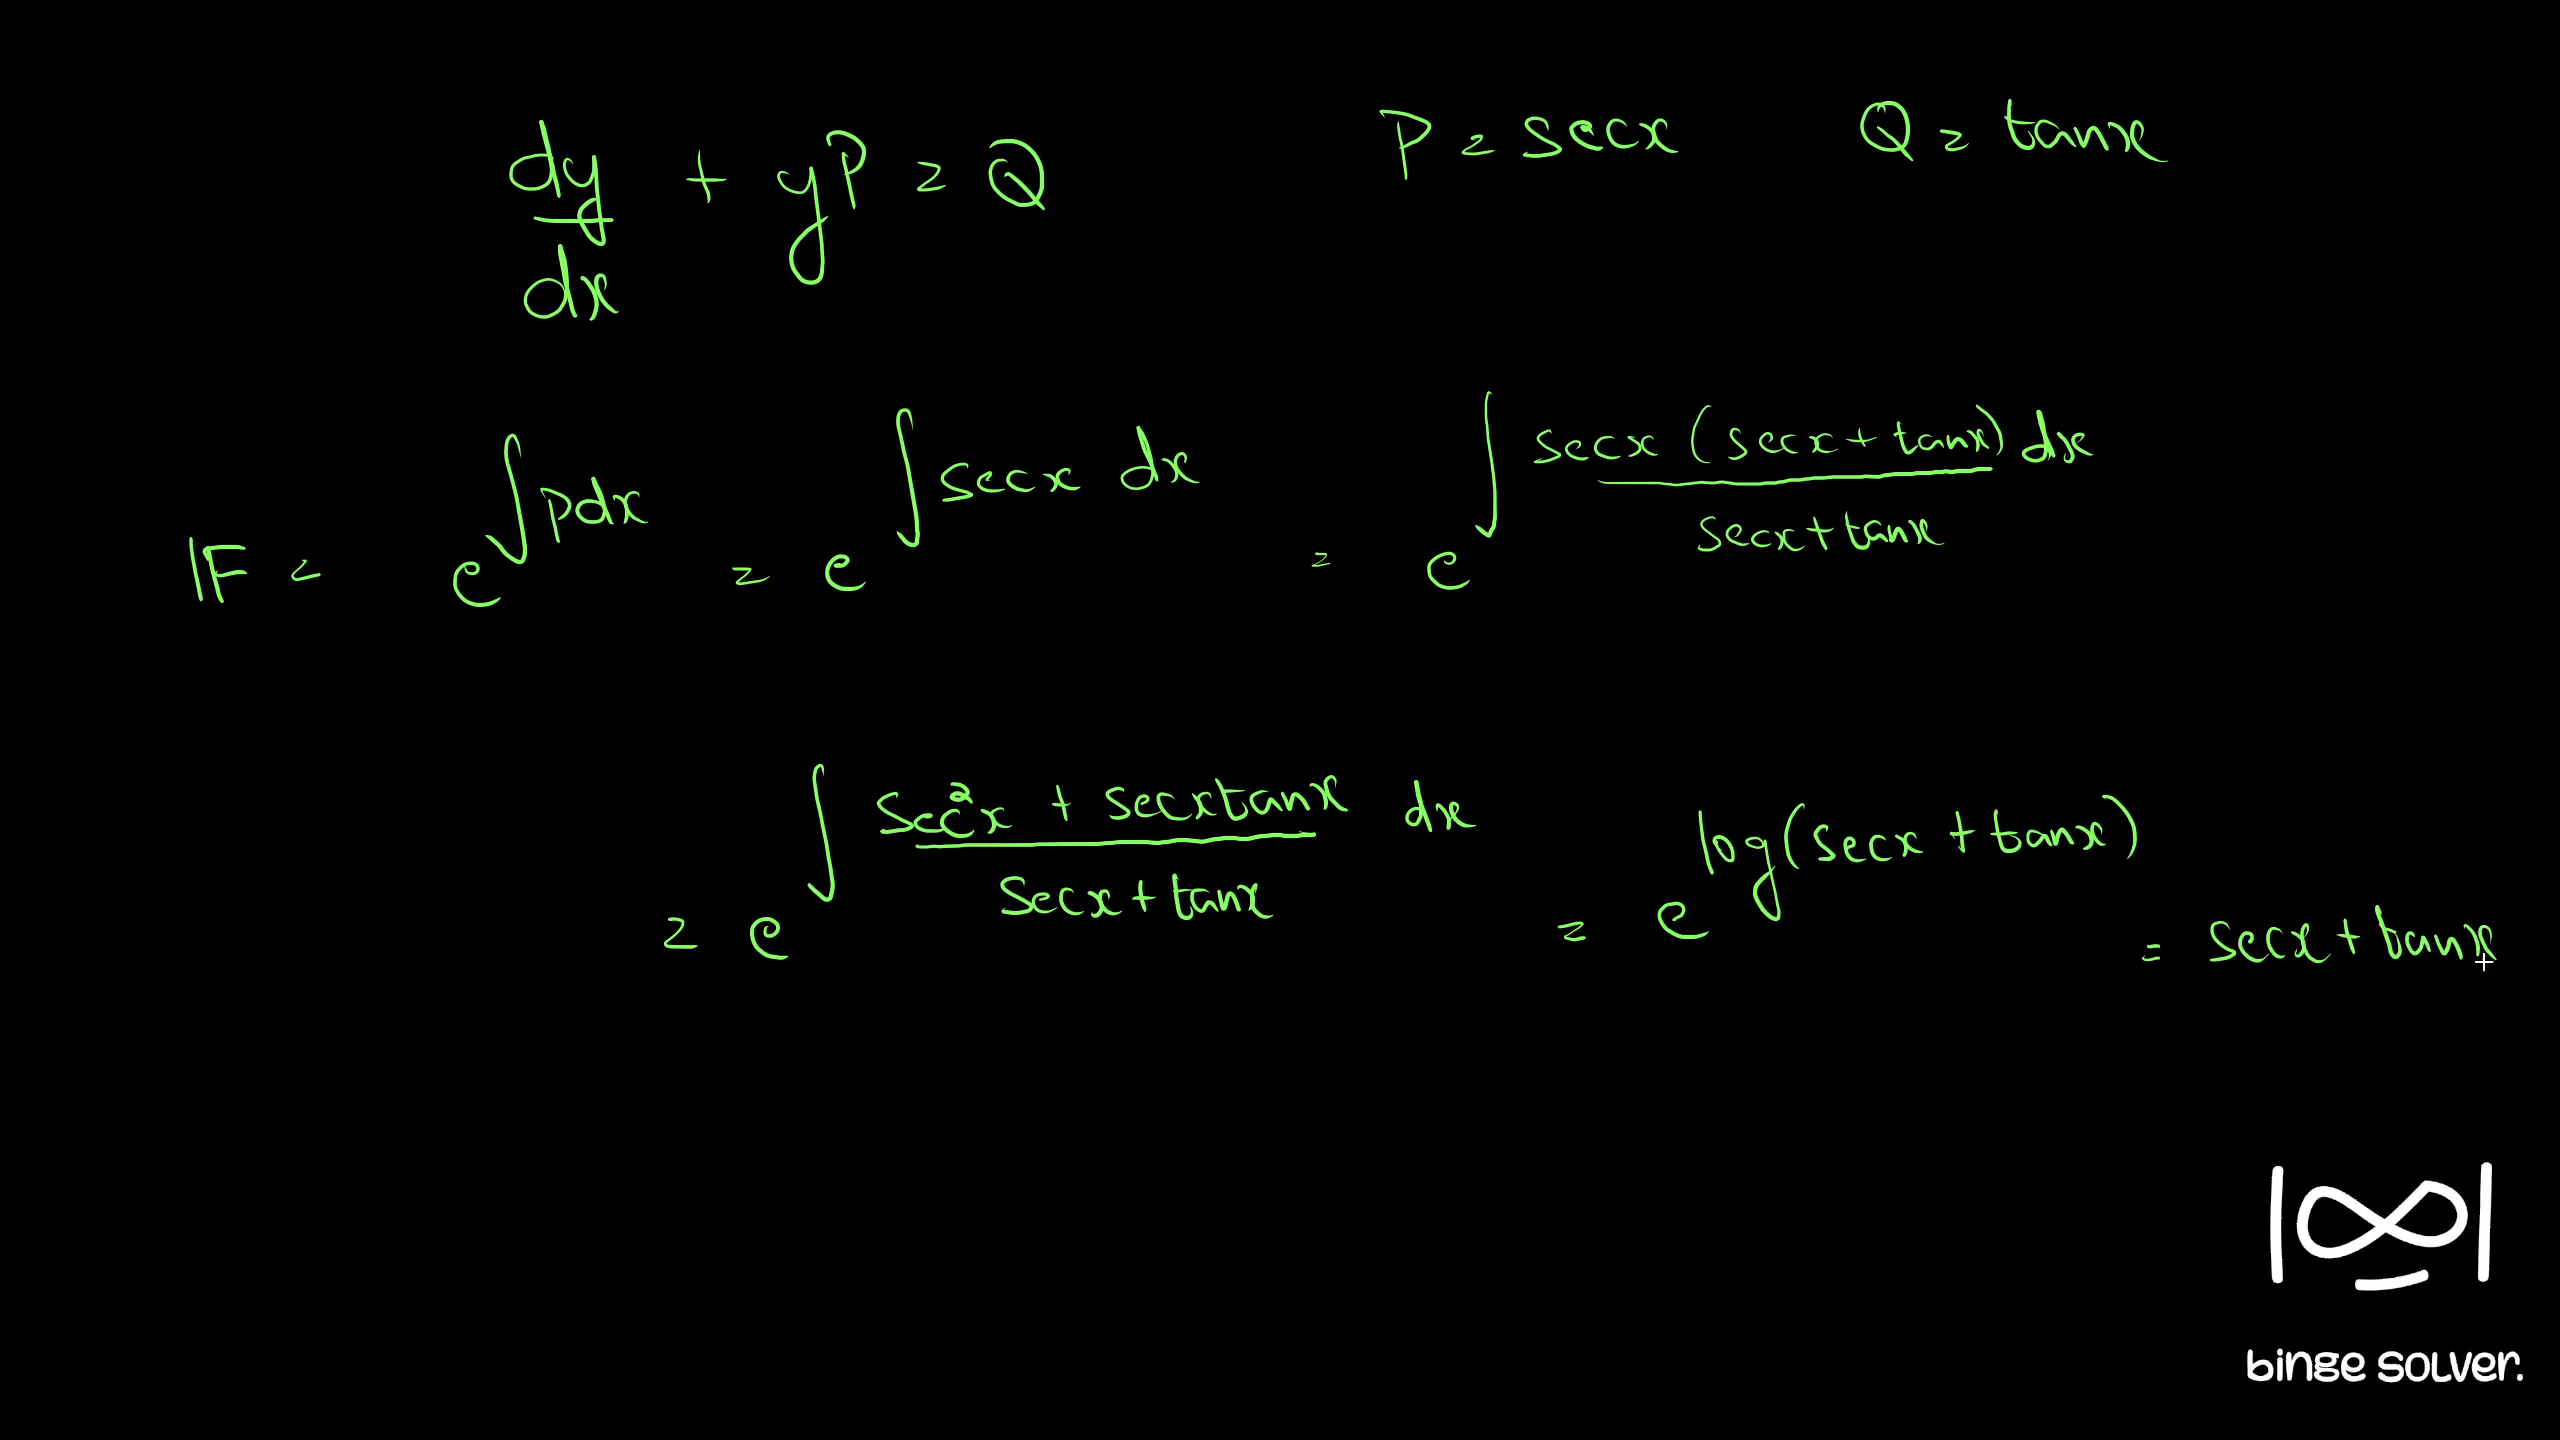 dy/dx + yP = Q    P = secx    Q = tanx
IF = e^∫Pdx = e^∫secx dx = e^∫ secx (secx + tanx) dx / secx + tanx
= e^∫ sec²x + secxtanx dx / secx + tanx = e^log(secx + tanx)
= secx + tanx
binge solver.